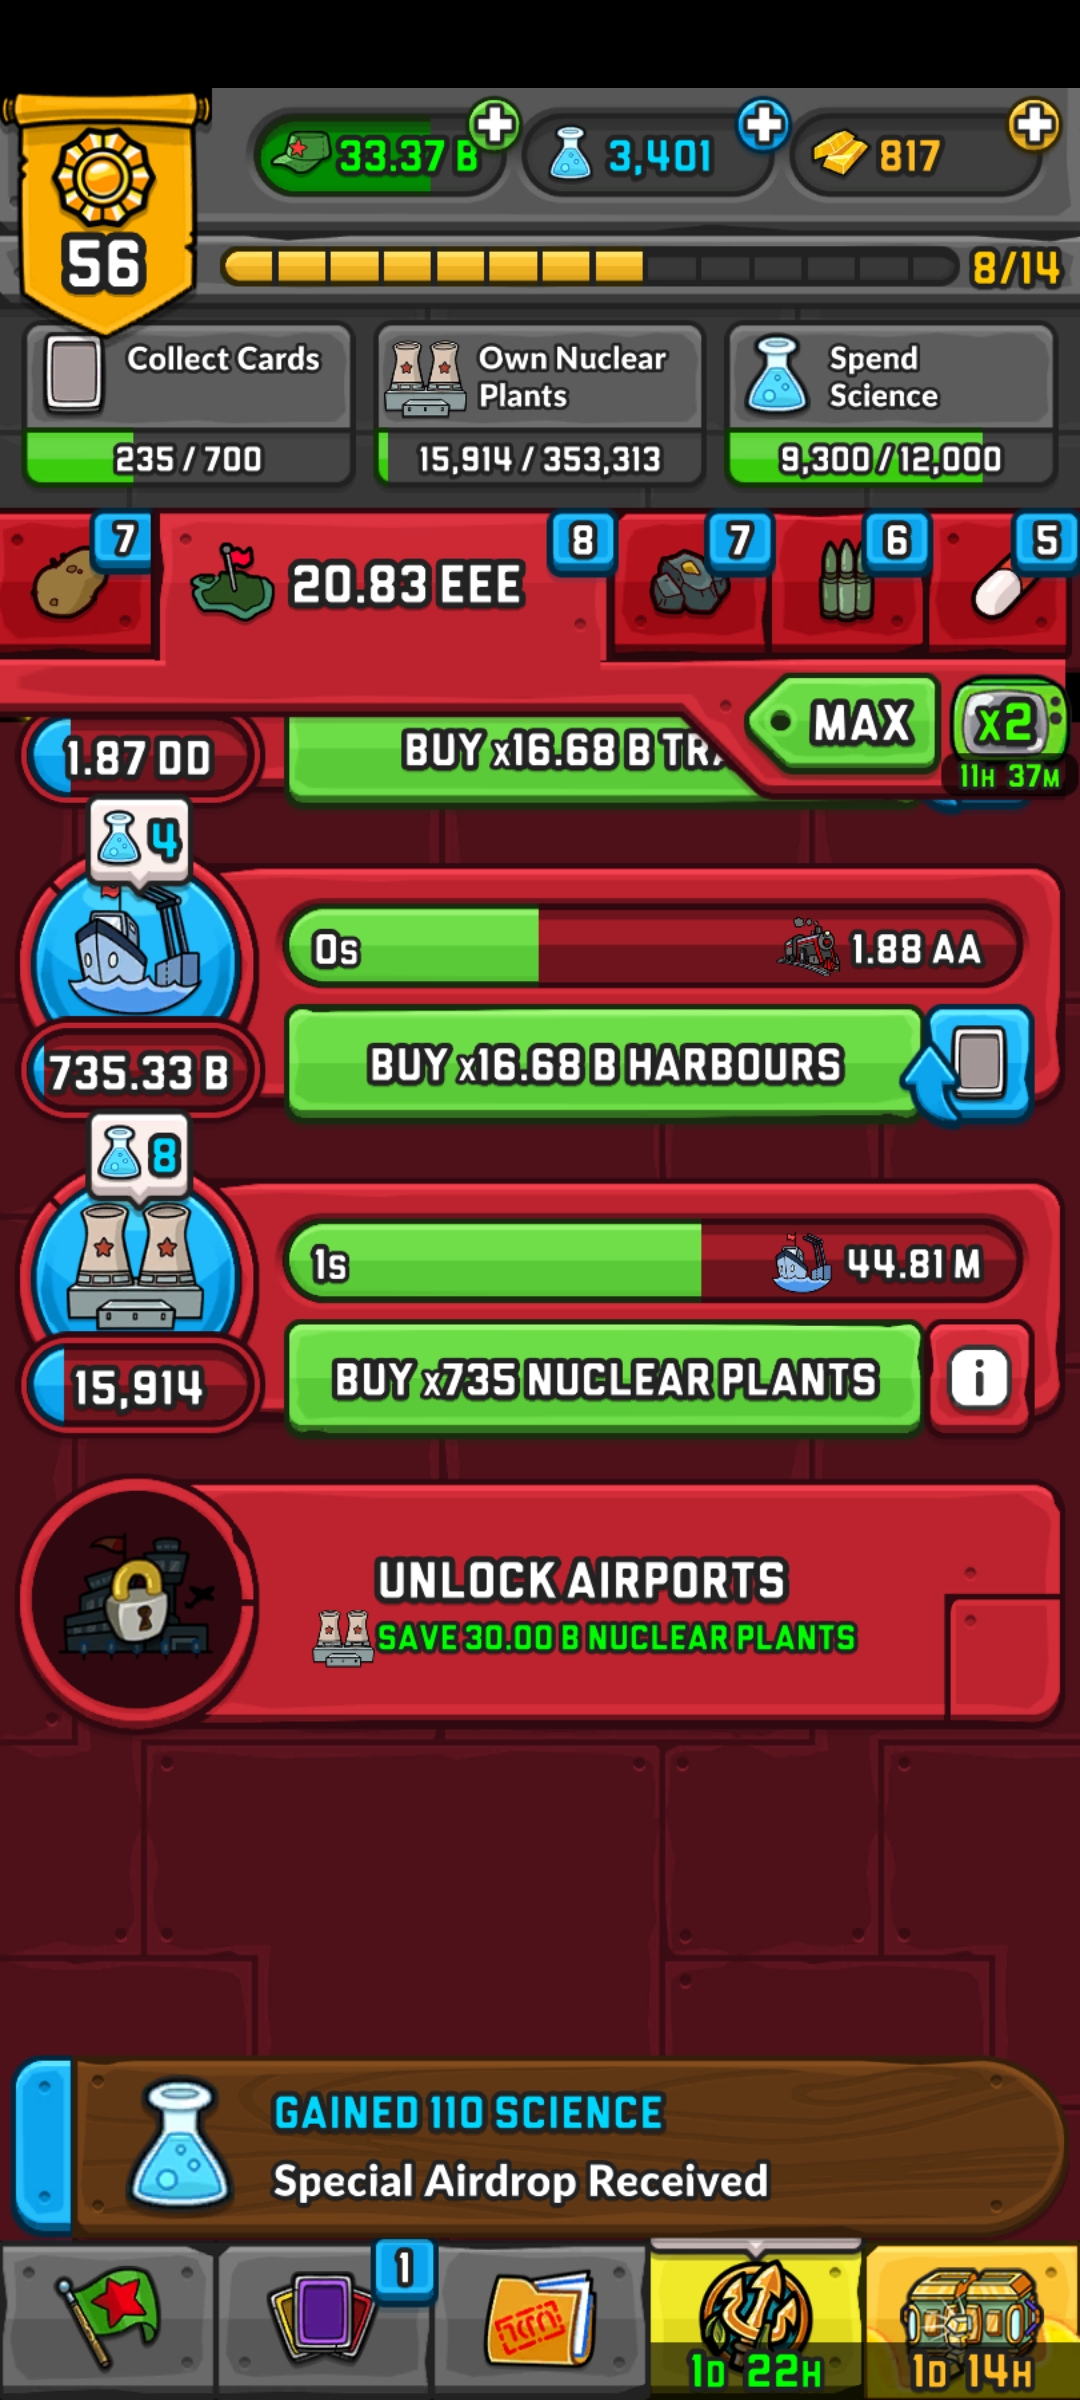 33.37 B
3,401
817
56
8/14
Collect Cards
235 / 700
Own Nuclear
Plants
15,914 / 353,313
Spend
Science
9,300 / 12,000
7
20.83 EEE
8
7
6
5
MAX
x2
11H 37M
1.87 DD
BUY x16.68 B
4
0s
1.88 AA
735.33 B
BUY x16.68 B HARBOURS
8
1s
44.81 M
15,914
BUY x735 NUCLEAR PLANTS
i
UNLOCK AIRPORTS
SAVE 30.00 B NUCLEAR PLANTS
GAINED 110 SCIENCE
Special Airdrop Received
1
1D 22H
1D 14H